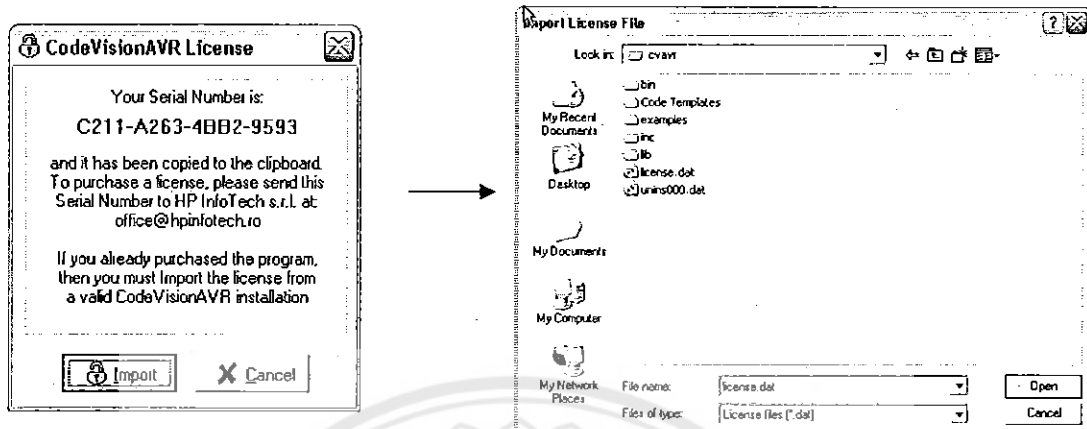 CodeVisionAVR License
Your Serial Number is:
C211-A263-4BB2-9593
and it has been copied to the clipboard.
To purchase a license, please send this
Serial Number to HP InfoTech s.r.l. at:
office@hpinfotech.ro
If you already purchased the program,
then you must Import the license from
a valid CodeVisionAVR installation
Import
Cancel
Import License File
Look in: cvavr
bin
Code Templates
examples
inc
lib
license.dat
unins000.dat
My Recent
Documents
Desktop
My Documents
My Computer
My Network
Places
File name: license.dat Open
Files of type: License files (*.dat) Cancel